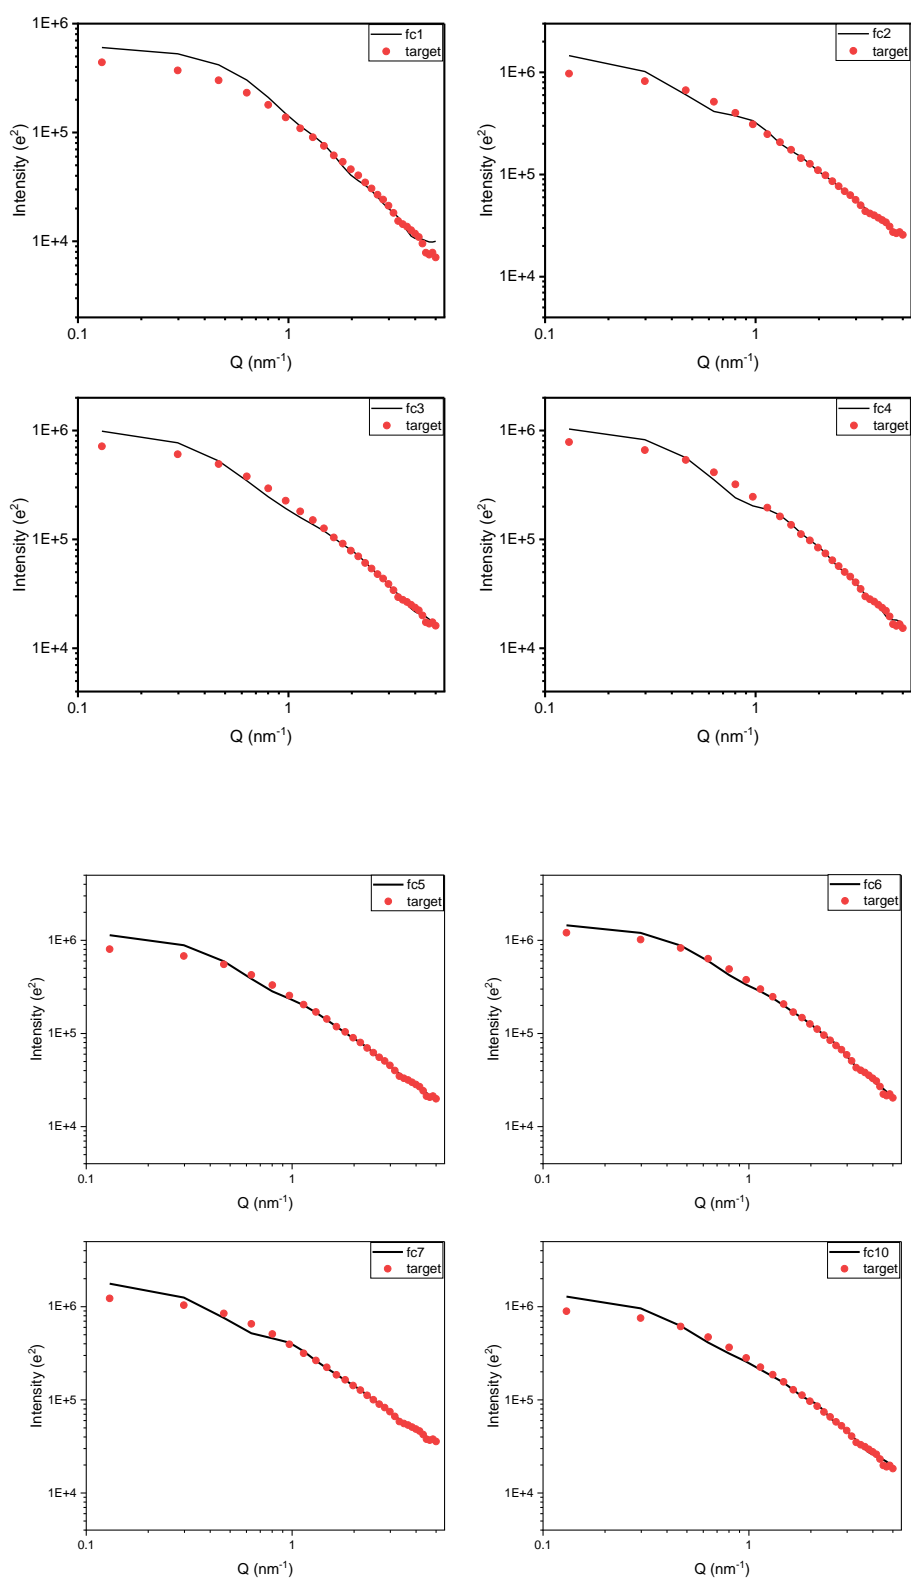 1E+6
fc1
target
1E+5
Intensity (e²)
1E+4
0.1
1
Q (nm⁻¹)
fc2
target
1E+6
1E+5
Intensity (e²)
1E+4
0.1
1
Q (nm⁻¹)
fc3
target
1E+6
1E+5
Intensity (e²)
1E+4
0.1
1
Q (nm⁻¹)
fc4
target
1E+6
1E+5
Intensity (e²)
1E+4
0.1
1
Q (nm⁻¹)
fc5
target
1E+6
1E+5
Intensity (e²)
1E+4
0.1
1
Q (nm⁻¹)
fc6
target
1E+6
1E+5
Intensity (e²)
1E+4
0.1
1
Q (nm⁻¹)
fc7
target
1E+6
1E+5
Intensity (e²)
1E+4
0.1
1
Q (nm⁻¹)
fc10
target
1E+6
1E+5
Intensity (e²)
1E+4
0.1
1
Q (nm⁻¹)